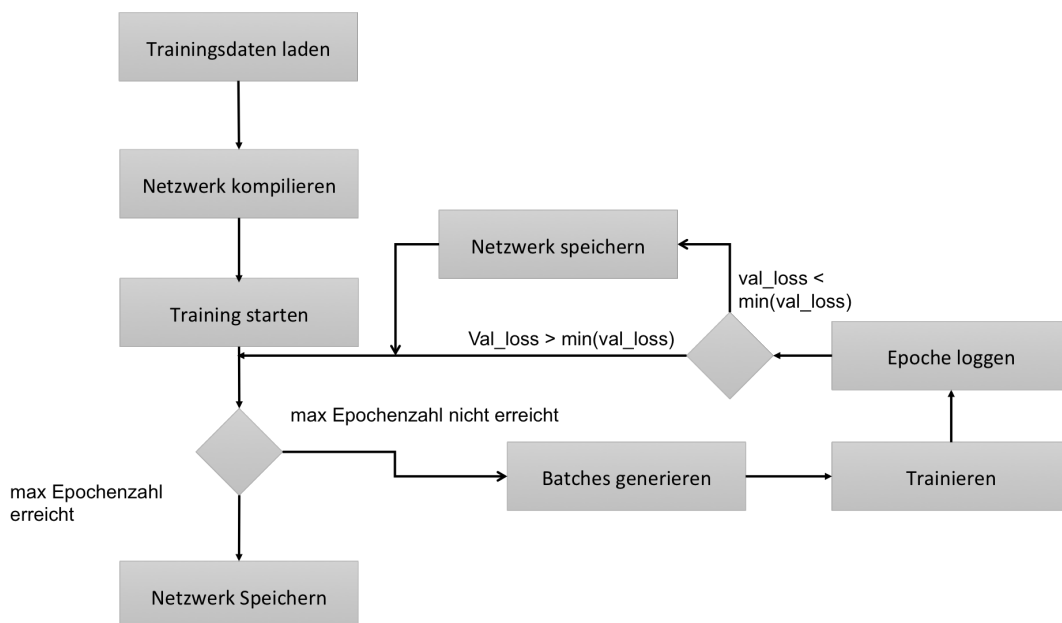 Trainingsdaten laden
Netzwerk kompilieren
Netzwerk speichern
val_loss <
min(val_loss)
Training starten
Val_loss > min(val_loss)
Epoche loggen
max Epochenzahl nicht erreicht
Batches generieren
Trainieren
max Epochenzahl
erreicht
Netzwerk Speichern